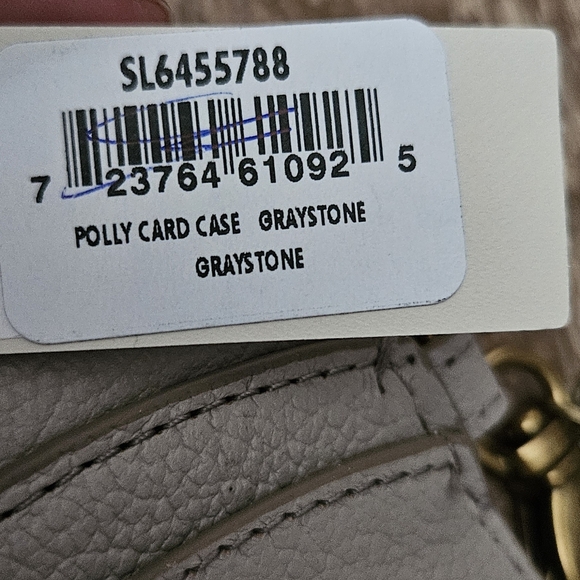 SL6455788
7 23764 61092 5
POLLY CARD CASE GRAYSTONE
GRAYSTONE